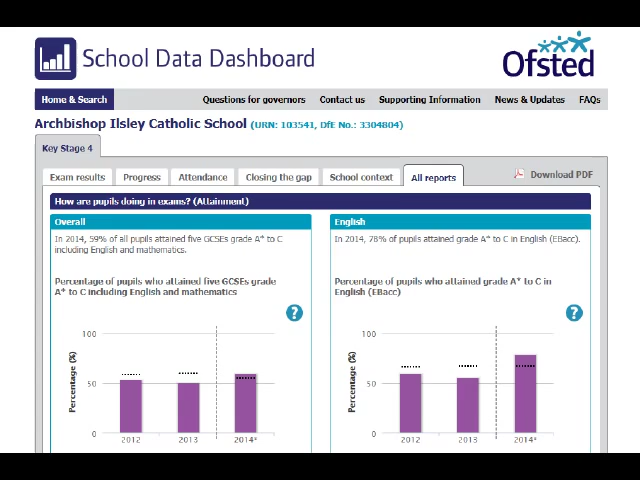 School Data Dashboard
Ofsted
Home & Search
Questions for governors Contact us Supporting Information News & Updates FAQs
Archbishop Ilsley Catholic School (URN: 103541, DfE No.: 3304804)
Key Stage 4
Exam results Progress Attendance Closing the gap School context All reports Download PDF
How are pupils doing in exams? (Attainment)
Overall
In 2014, 59% of all pupils attained five GCSEs grade A* to C
including English and mathematics.
Percentage of pupils who attained five GCSEs grade
A* to C including English and mathematics
?
100
50
0
Percentage (%)
2012 2013 2014*
English
In 2014, 78% of pupils attained grade A* to C in English (EBacc).
Percentage of pupils who attained grade A* to C in
English (EBacc)
?
100
50
0
Percentage (%)
2012 2013 2014*